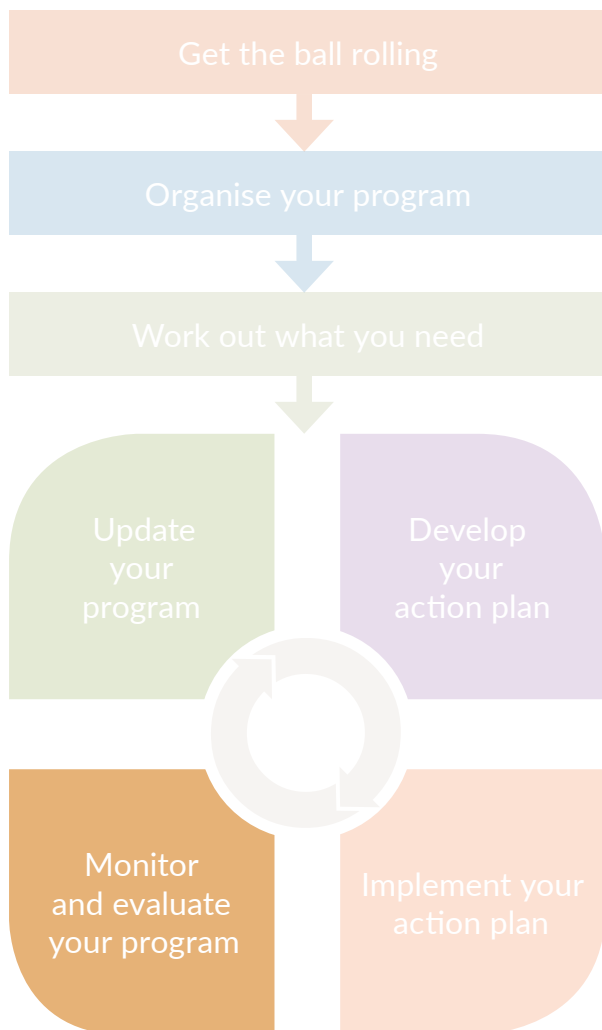 Get the ball rolling
Organise your program
Work out what you need
Update
your
program
Develop
your
action plan
Monitor
and evaluate
your program
Implement your
action plan